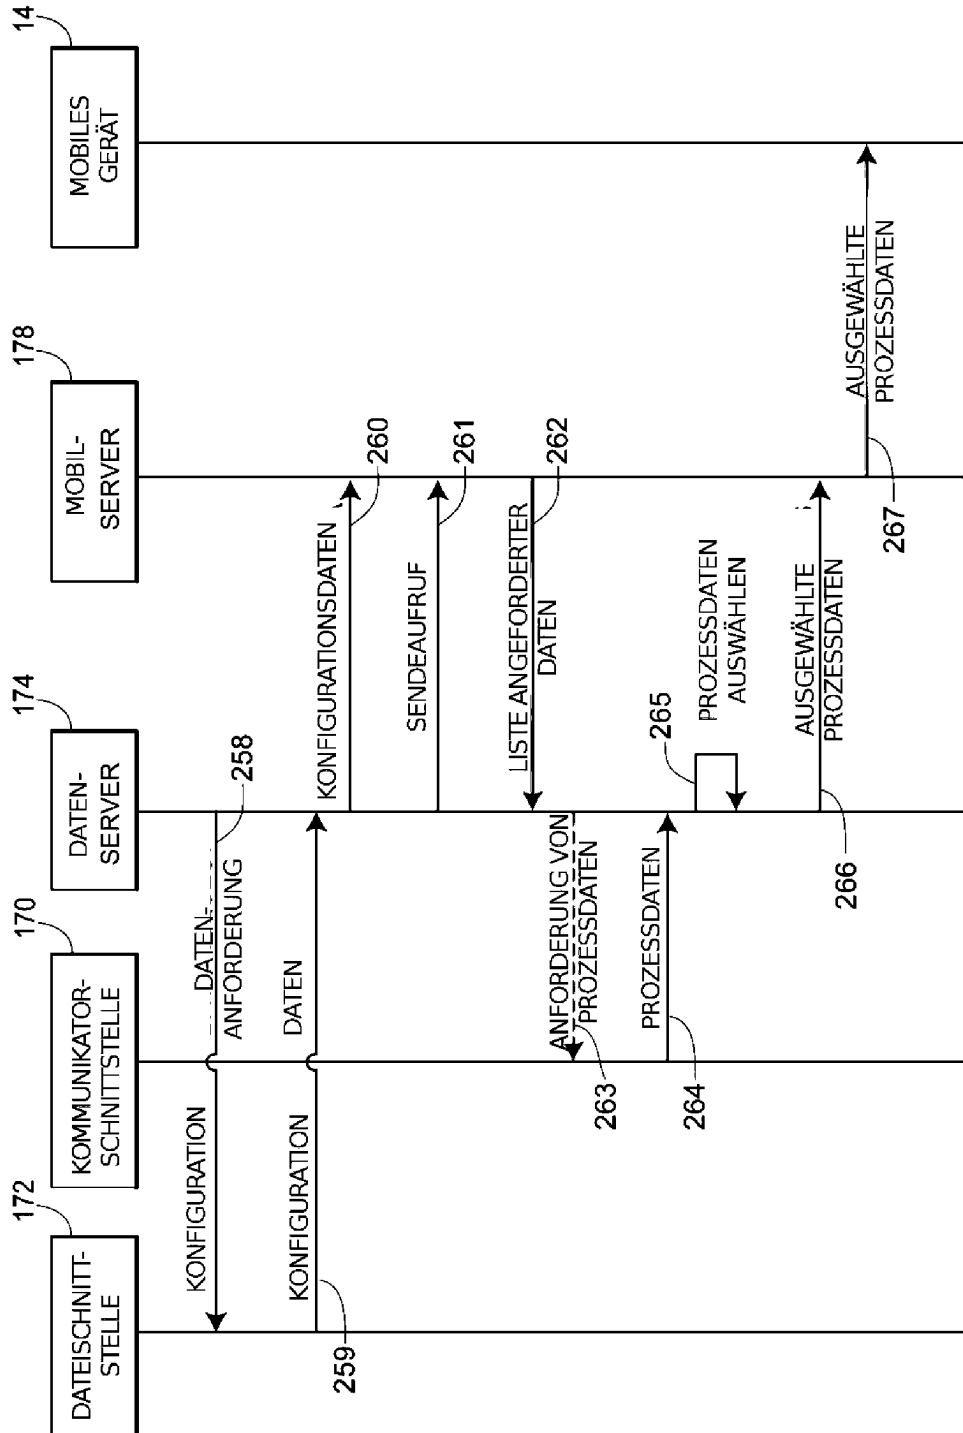 172
170
174
178
14
DATEISCHNITT-
STELLE
KOMMUNIKATOR-
SCHNITTSTELLE
DATEN-
SERVER
MOBIL-
SERVER
MOBILES
GERÄT
258
KONFIGURATION
DATEN-
ANFORDERUNG
KONFIGURATION
DATEN
259
KONFIGURATIONSDATEN
260
SENDEAUFRUF
261
LISTE ANGEFORDERTER
DATEN
262
ANFORDERUNG VON
PROZESSDATEN
263
PROZESSDATEN
264
265
PROZESSDATEN
AUSWÄHLEN
AUSGEWÄHLTE
PROZESSDATEN
266
AUSGEWÄHLTE
PROZESSDATEN
267